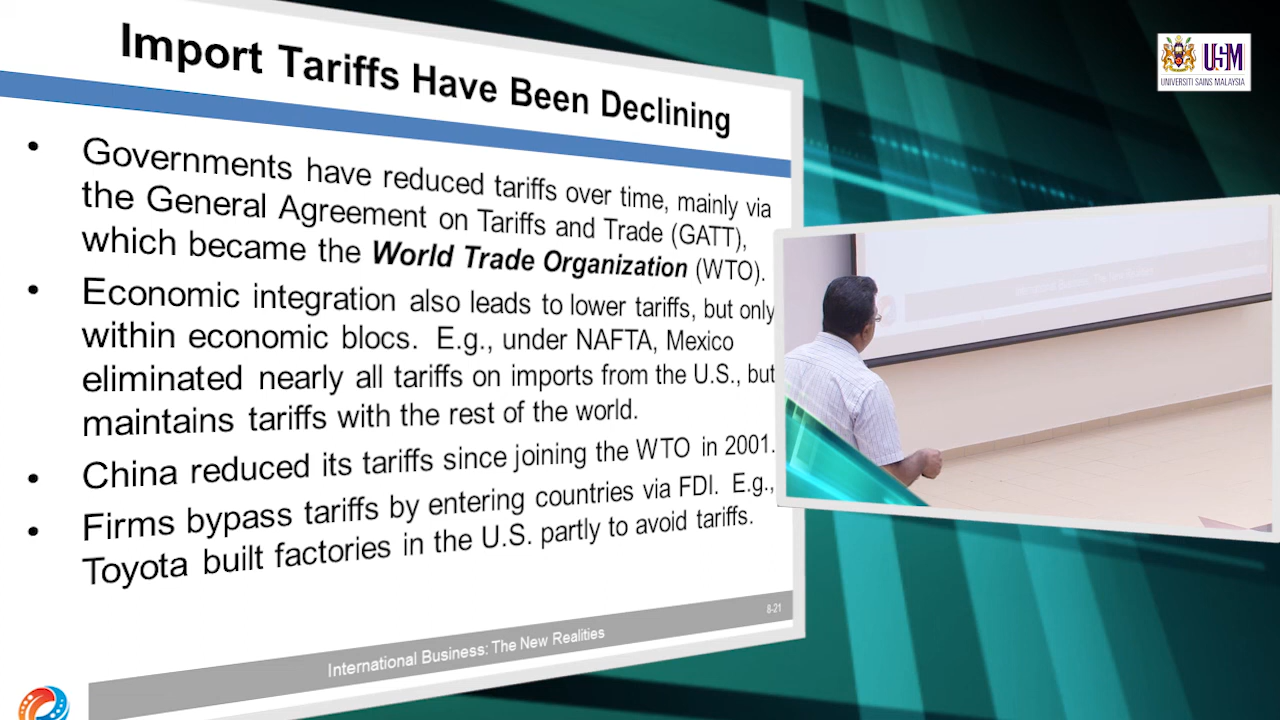 Import Tariffs Have Been Declining
• Governments have reduced tariffs over time, mainly via
the General Agreement on Tariffs and Trade (GATT),
which became the World Trade Organization (WTO).
• Economic integration also leads to lower tariffs, but only
within economic blocs. E.g., under NAFTA, Mexico
eliminated nearly all tariffs on imports from the U.S., but
maintains tariffs with the rest of the world.
• China reduced its tariffs since joining the WTO in 2001.
• Firms bypass tariffs by entering countries via FDI. E.g.,
Toyota built factories in the U.S. partly to avoid tariffs.
8-21
International Business: The New Realities
USM
UNIVERSITI SAINS MALAYSIA
International Business: The New Realities